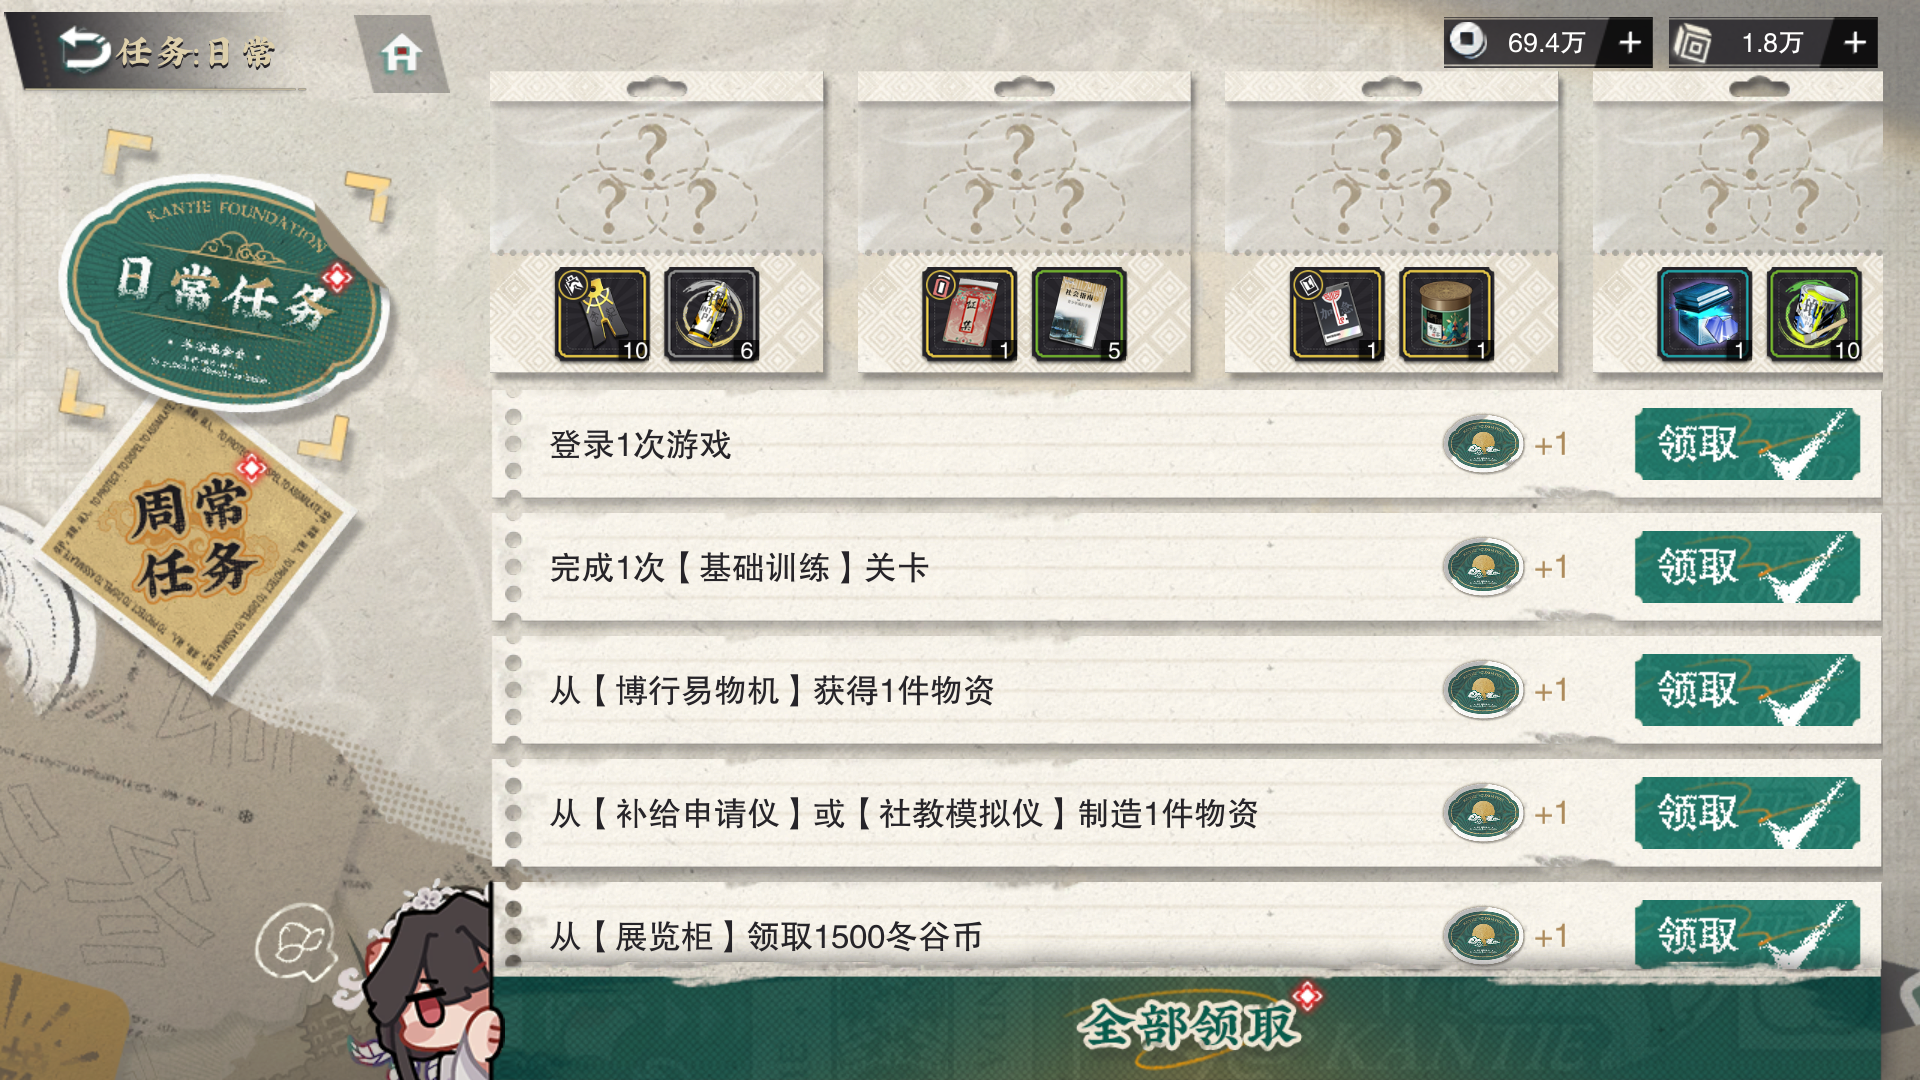 任务:日常
69.4万
1.8万
KANTIE FOUNDATION
日常任务
周常
任务
10
6
1
5
1
1
1
10
登录1次游戏
+1
领取
完成1次【基础训练】关卡
+1
领取
从【博行易物机】获得1件物资
+1
领取
从【补给申请仪】或【社教模拟仪】制造1件物资
+1
领取
从【展览柜】领取1500冬谷币
+1
领取
全部领取